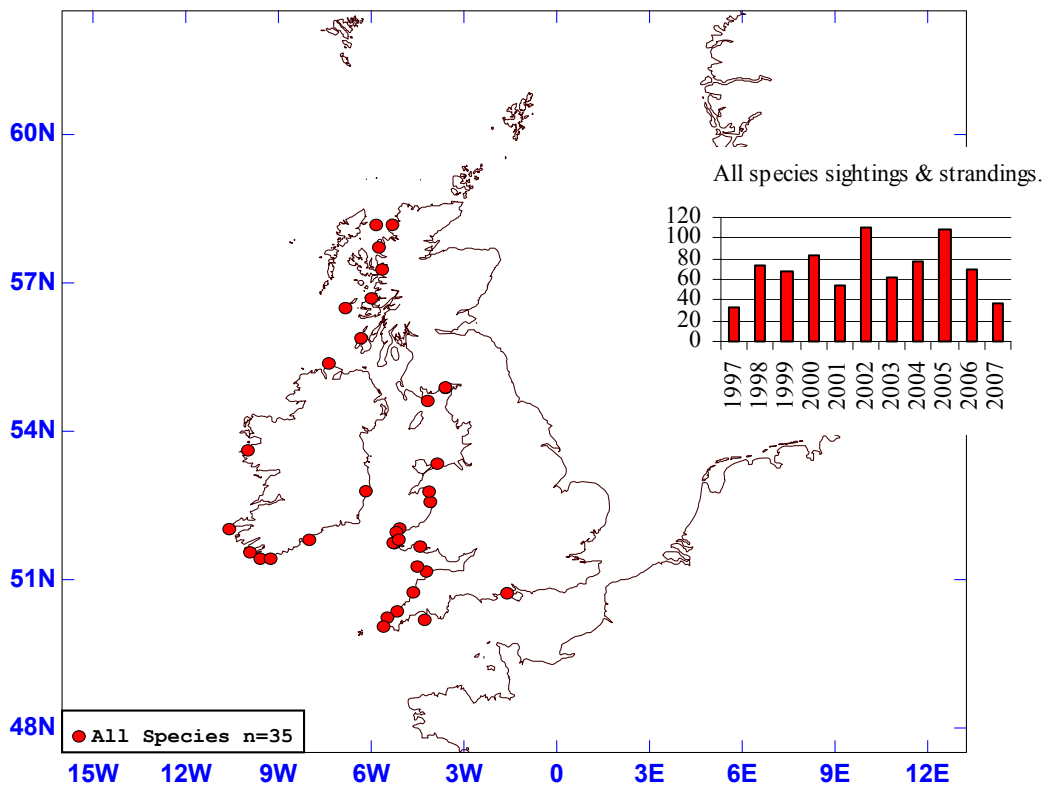 60N
57N
54N
51N
48N
All species sightings & strandings.
120
100
80
60
40
20
0
1997
1998
1999
2000
2001
2002
2003
2004
2005
2006
2007
All Species n=35
15W 12W 9W 6W 3W 0 3E 6E 9E 12E